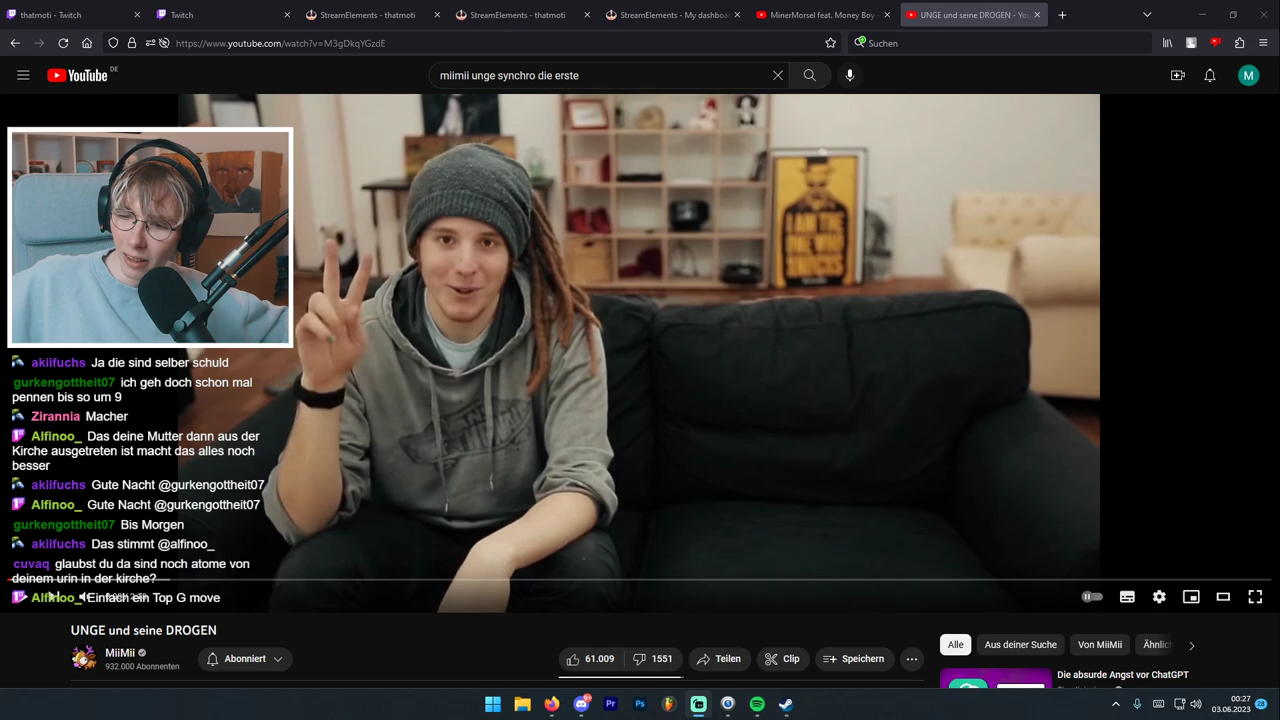 thatmoti - Twitch
Twitch
StreamElements - thatmoti
StreamElements - thatmoti
StreamElements - My dashboa
MinerMorsel feat. Money Boy -
UNGE und seine DROGEN - You
https://www.youtube.com/watch?v=M3gDkqYGzdE
Suchen
YouTube DE
miimii unge synchro die erste
M
I AM THE
ONE WHO
akiifuchs Ja die sind selber schuld
gurkengottheit07 ich geh doch schon mal
pennen bis so um 9
Zirannia Macher
Alfinoo_ Das deine Mutter dann aus der
Kirche ausgetreten ist macht das alles noch
besser
akiifuchs Gute Nacht @gurkengottheit07
Alfinoo_ Gute Nacht @gurkengottheit07
gurkengottheit07 Bis Morgen
akiifuchs Das stimmt @alfinoo_
cuvaq glaubst du da sind noch atome von
deinem urin in der kirche?
Alfinoo_ Einfach ein Top G move
UNGE und seine DROGEN
MiiMii
932.000 Abonnenten
Abonniert
61.009
1551
Teilen
Clip
Speichern
Alle
Aus deiner Suche
Von MiiMii
Ähnlic
Die absurde Angst vor ChatGPT
9+
Pr
Ps
00:27
03.06.2023
28